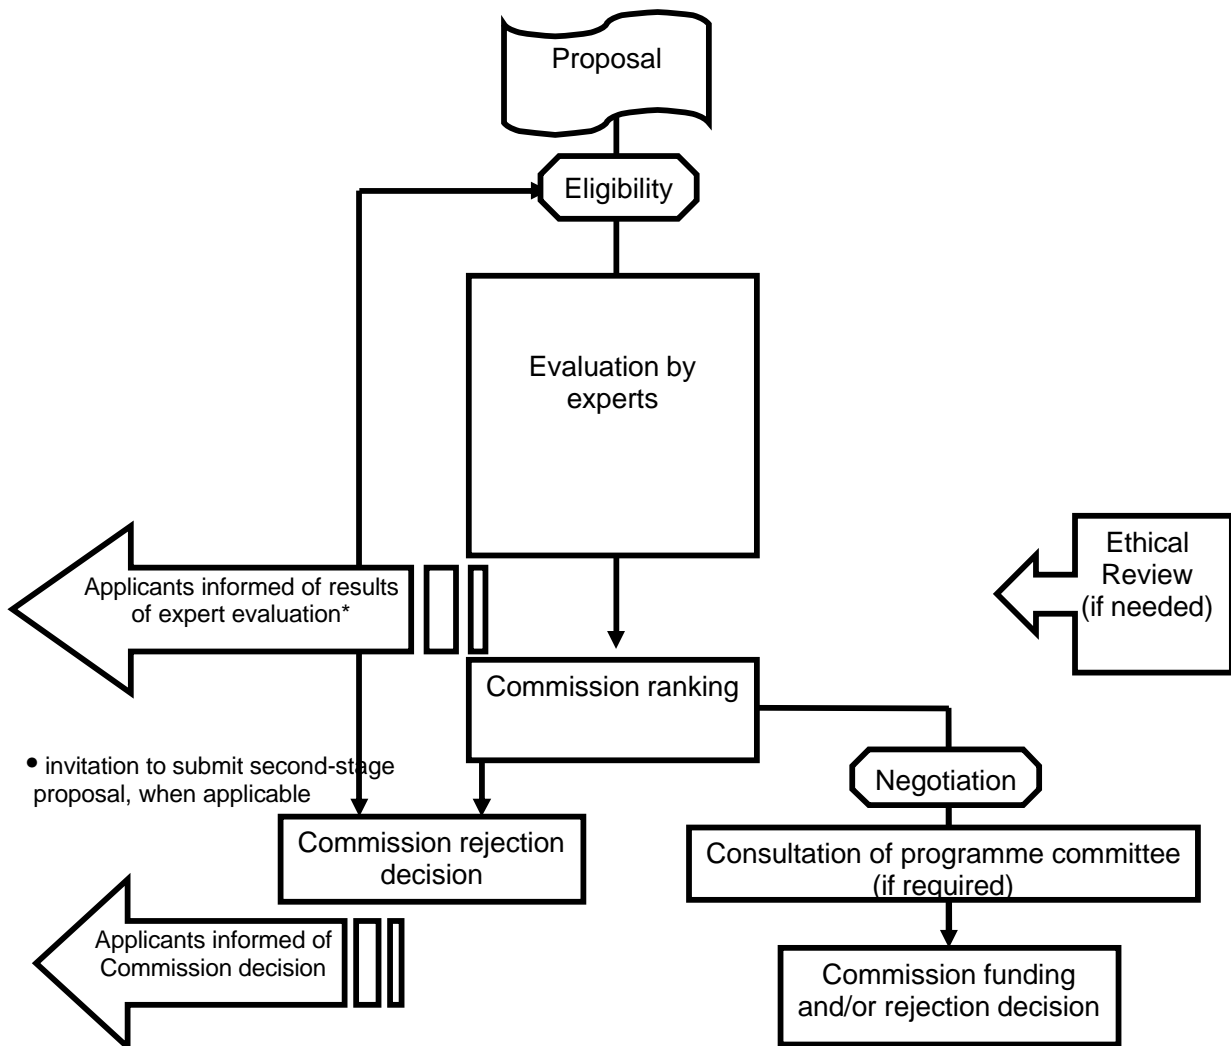 Proposal
Eligibility
Evaluation by
experts
Ethical
Review
(if needed)
Applicants informed of results
of expert evaluation*
Commission ranking
• invitation to submit second-stage
proposal, when applicable
Negotiation
Commission rejection
decision
Consultation of programme committee
(if required)
Applicants informed of
Commission decision
Commission funding
and/or rejection decision